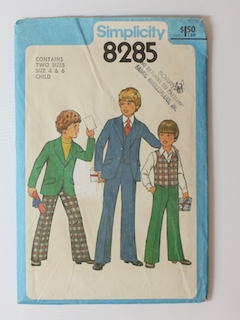 Simplicity
8285
$1.50
CONTAINS
TWO SIZES
SIZE 4 & 6
CHILD